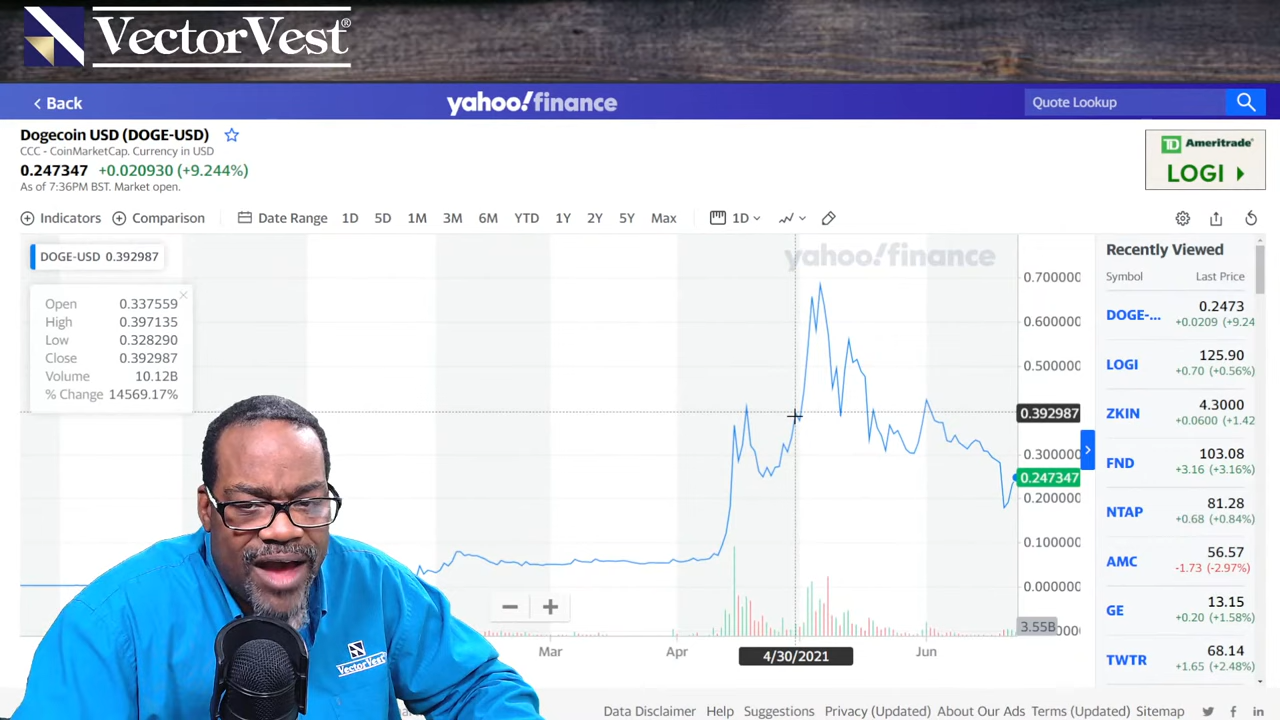 VectorVest®
Back
yahoo!finance
Quote Lookup
Dogecoin USD (DOGE-USD)
CCC - CoinMarketCap. Currency in USD
0.247347 +0.020930 (+9.244%)
As of 7:36PM BST. Market open.
TD Ameritrade
LOGI
Indicators Comparison Date Range 1D 5D 1M 3M 6M YTD 1Y 2Y 5Y Max 1D
DOGE-USD 0.392987
yahoo!finance
Open 0.337559
High 0.397135
Low 0.328290
Close 0.392987
Volume 10.12B
% Change 14569.17%
0.700000
0.600000
0.500000
0.392987
0.300000
0.247347
0.200000
0.100000
0.000000
3.55B
Mar Apr 4/30/2021 Jun
Recently Viewed
Symbol Last Price
DOGE-... 0.2473
+0.0209 (+9.24
LOGI 125.90
+0.70 (+0.56%)
ZKIN 4.3000
+0.0600 (+1.42
FND 103.08
+3.16 (+3.16%)
NTAP 81.28
+0.68 (+0.84%)
AMC 56.57
-1.73 (-2.97%)
GE 13.15
+0.20 (+1.58%)
TWTR 68.14
+1.65 (+2.48%)
VectorVest
Data Disclaimer Help Suggestions Privacy (Updated) About Our Ads Terms (Updated) Sitemap